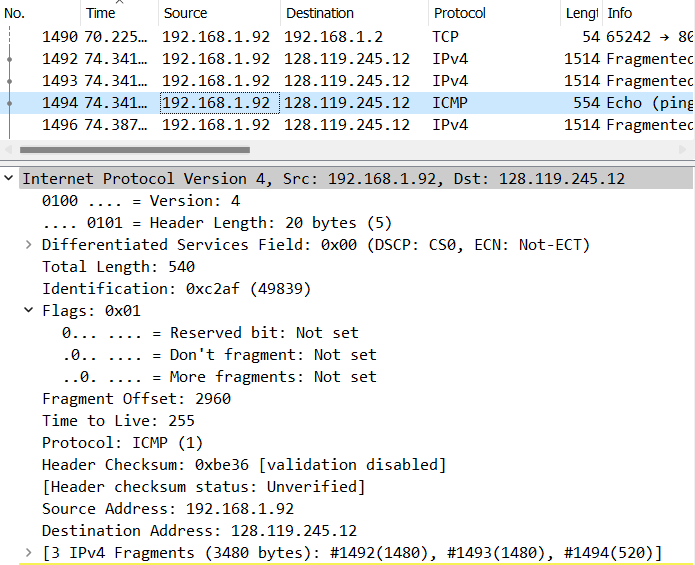 No. Time Source Destination Protocol Lengt Info
1490 70.225… 192.168.1.92 192.168.1.2 TCP 54 65242 → 80
1492 74.341… 192.168.1.92 128.119.245.12 IPv4 1514 Fragmented
1493 74.341… 192.168.1.92 128.119.245.12 IPv4 1514 Fragmented
1494 74.341… 192.168.1.92 128.119.245.12 ICMP 554 Echo (ping
1496 74.387… 192.168.1.92 128.119.245.12 IPv4 1514 Fragmented
Internet Protocol Version 4, Src: 192.168.1.92, Dst: 128.119.245.12
0100 .... = Version: 4
.... 0101 = Header Length: 20 bytes (5)
Differentiated Services Field: 0x00 (DSCP: CS0, ECN: Not-ECT)
Total Length: 540
Identification: 0xc2af (49839)
Flags: 0x01
0... .... = Reserved bit: Not set
.0.. .... = Don't fragment: Not set
..0. .... = More fragments: Not set
Fragment Offset: 2960
Time to Live: 255
Protocol: ICMP (1)
Header Checksum: 0xbe36 [validation disabled]
[Header checksum status: Unverified]
Source Address: 192.168.1.92
Destination Address: 128.119.245.12
[3 IPv4 Fragments (3480 bytes): #1492(1480), #1493(1480), #1494(520)]